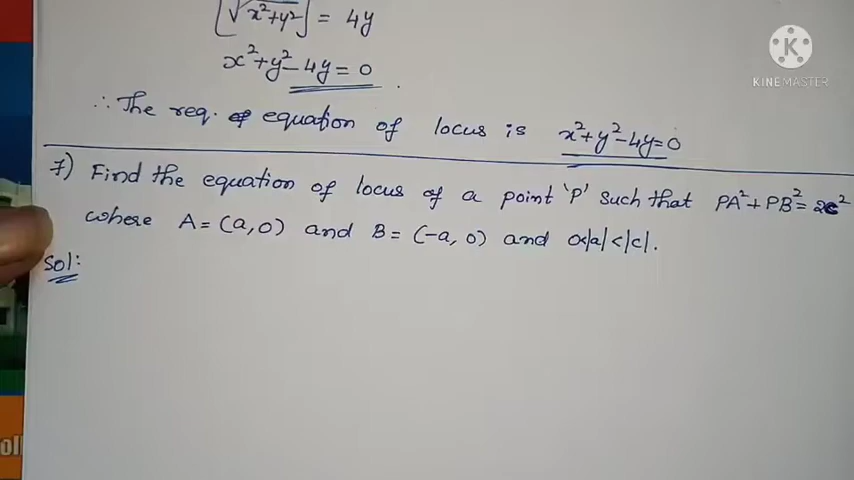 [√x²+y²] = 4y
x²+y²-4y=0
K
KINEMASTER
∴ The req. of equation of locus is x²+y²-4y=0
7) Find the equation of locus of a point 'P' such that PA²+PB²=2c²
where A=(a,0) and B=(-a,0) and 0<|a|<|c|.
Sol:
oll